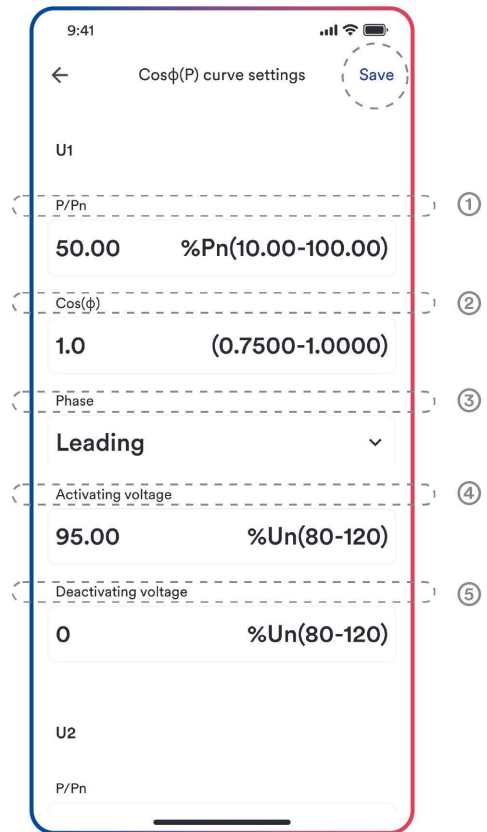 9:41
Cosφ(P) curve settings Save
U1
P/Pn ①
50.00 %Pn(10.00-100.00)
Cos(φ) ②
1.0 (0.7500-1.0000)
Phase ③
Leading
Activating voltage ④
95.00 %Un(80-120)
Deactivating voltage ⑤
0 %Un(80-120)
U2
P/Pn